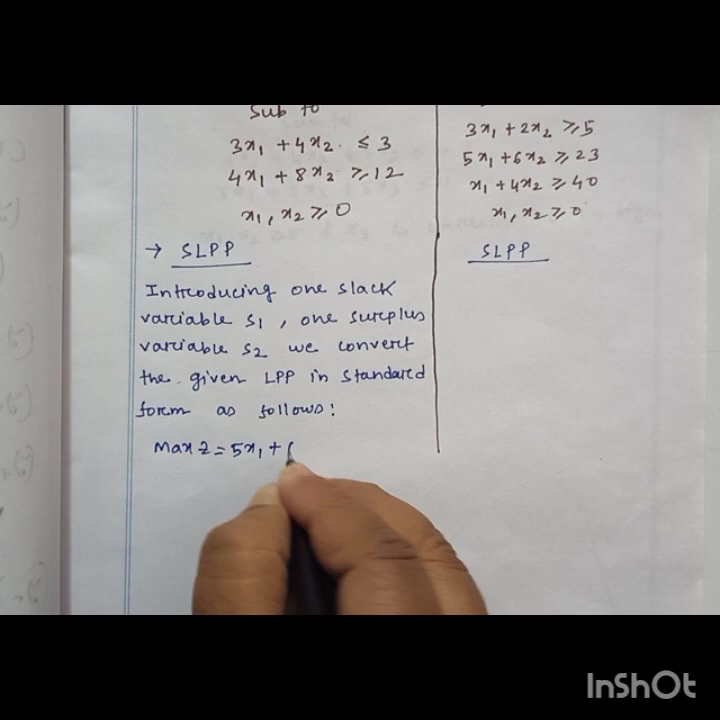 Sub to
3x₁ + 4x₂ ≤ 3
4x₁ + 8x₂ ≥ 12
x₁, x₂ ≥ 0
→ SLPP
Introducing one slack
variable s₁, one surplus
variable s₂ we convert
the given LPP in standard
form as follows:
Max Z = 5x₁ +
3x₁ + 2x₂ ≥ 5
5x₁ + 6x₂ ≥ 23
x₁ + 4x₂ ≥ 40
x₁, x₂ ≥ 0
SLPP
InShOt